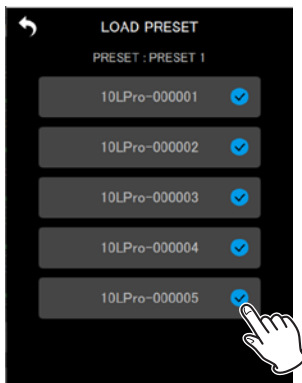 LOAD PRESET
PRESET : PRESET 1
10LPro-000001
10LPro-000002
10LPro-000003
10LPro-000004
10LPro-000005